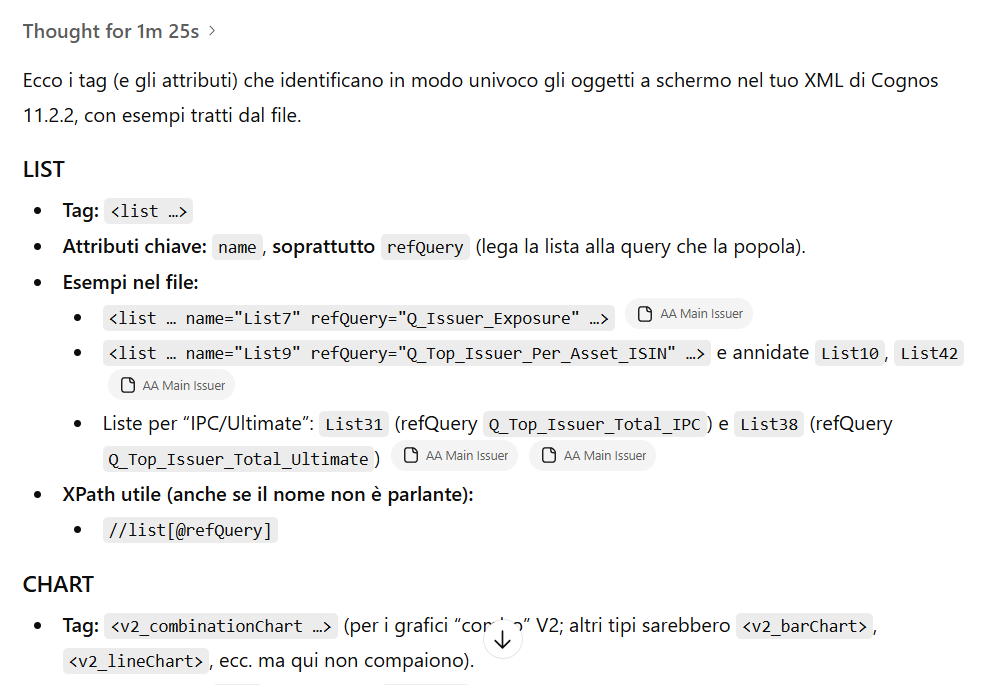 Thought for 1m 25s >
Ecco i tag (e gli attributi) che identificano in modo univoco gli oggetti a schermo nel tuo XML di Cognos
11.2.2, con esempi tratti dal file.
LIST
• Tag: <list …>
• Attributi chiave: name, soprattutto refQuery (lega la lista alla query che la popola).
• Esempi nel file:
• <list … name="List7" refQuery="Q_Issuer_Exposure" …> AA Main Issuer
• <list … name="List9" refQuery="Q_Top_Issuer_Per_Asset_ISIN" …> e annidate List10, List42
AA Main Issuer
• Liste per “IPC/Ultimate”: List31 (refQuery Q_Top_Issuer_Total_IPC) e List38 (refQuery
Q_Top_Issuer_Total_Ultimate) AA Main Issuer AA Main Issuer
• XPath utile (anche se il nome non è parlante):
• //list[@refQuery]
CHART
• Tag: <v2_combinationChart …> (per i grafici “combo” V2; altri tipi sarebbero <v2_barChart>,
<v2_lineChart>, ecc. ma qui non compaiono).